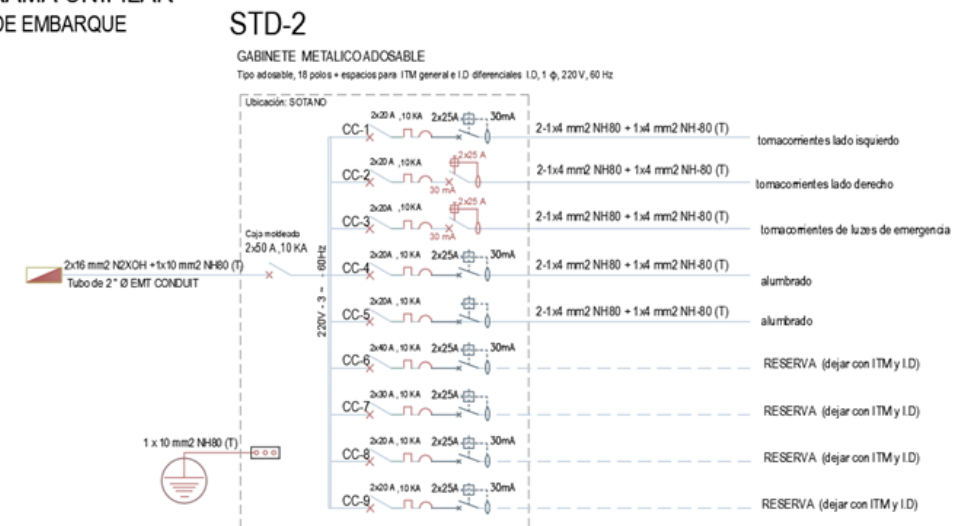 DE EMBARQUE
STD-2
GABINETE METALICO ADOSABLE
Tipo adosable, 18 polos + espacios para ITM general e I.D diferenciales I.D, 1 ф, 220 V, 60 Hz
Ubicación: SOTANO
CC-1 2x20 A , 10 KA 2x25A 30mA 2-1x4 mm2 NH80 + 1x4 mm2 NH-80 (T) tomacorrientes lado isquierdo
CC-2 2x20 A , 10 KA 2x25 A 30 mA 2-1x4 mm2 NH80 + 1x4 mm2 NH-80 (T) tomacorrientes lado derecho
CC-3 2x20A , 10 KA 2x25 A 30 mA 2-1x4 mm2 NH80 + 1x4 mm2 NH-80 (T) tomacorrientes de luzes de emergencia
Caja moldeada
2x50 A ,10 KA
220V - 3 ~ 60Hz
2x16 mm2 N2XOH +1x10 mm2 NH80 (T)
Tubo de 2" Ø EMT CONDUIT
CC-4 2x20A , 10 KA 2x25A 30mA 2-1x4 mm2 NH80 + 1x4 mm2 NH-80 (T) alumbrado
CC-5 2x20A , 10 KA 2x25A 30mA 2-1x4 mm2 NH80 + 1x4 mm2 NH-80 (T) alumbrado
CC-6 2x40 A , 10 KA 2x25A 30mA RESERVA (dejar con ITM y I.D)
CC-7 2x30 A , 10 KA 2x25A 30mA RESERVA (dejar con ITM y I.D)
1 x 10 mm2 NH80 (T)
CC-8 2x20 A , 10 KA 2x25A 30mA RESERVA (dejar con ITM y I.D)
CC-9 2x20 A , 10 KA 2x25A 30mA RESERVA (dejar con ITM y I.D)